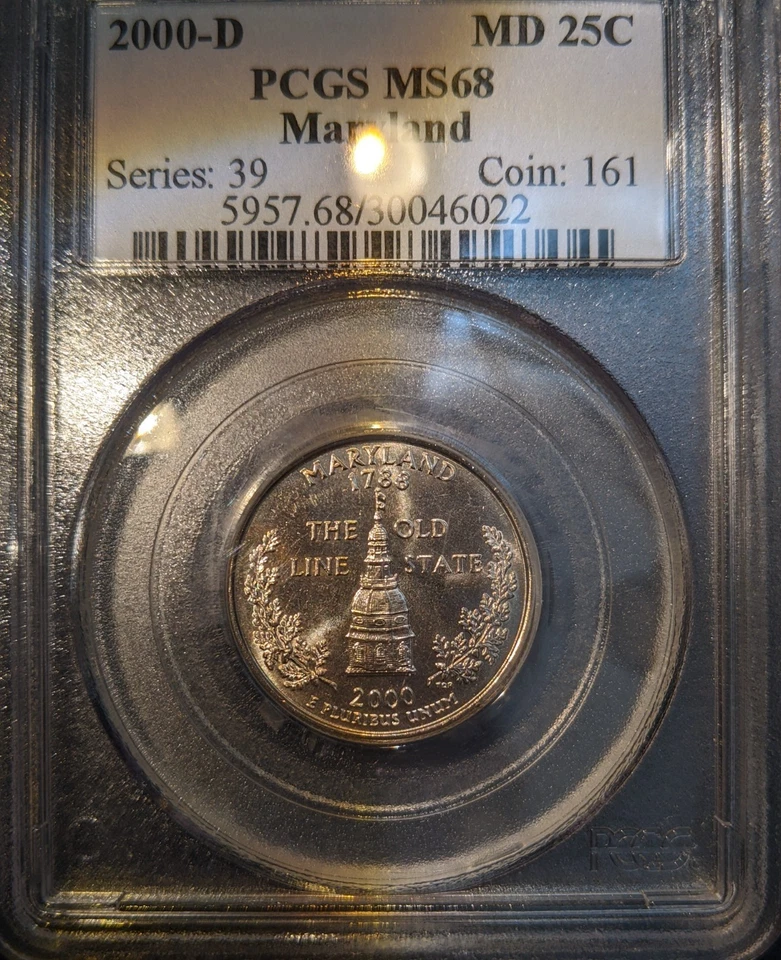 2000-D MD 25C
PCGS MS68
Maryland
Series: 39 Coin: 161
5957.68/30046022
MARYLAND
1788
THE OLD
LINE STATE
2000
E PLURIBUS UNUM
PCGS